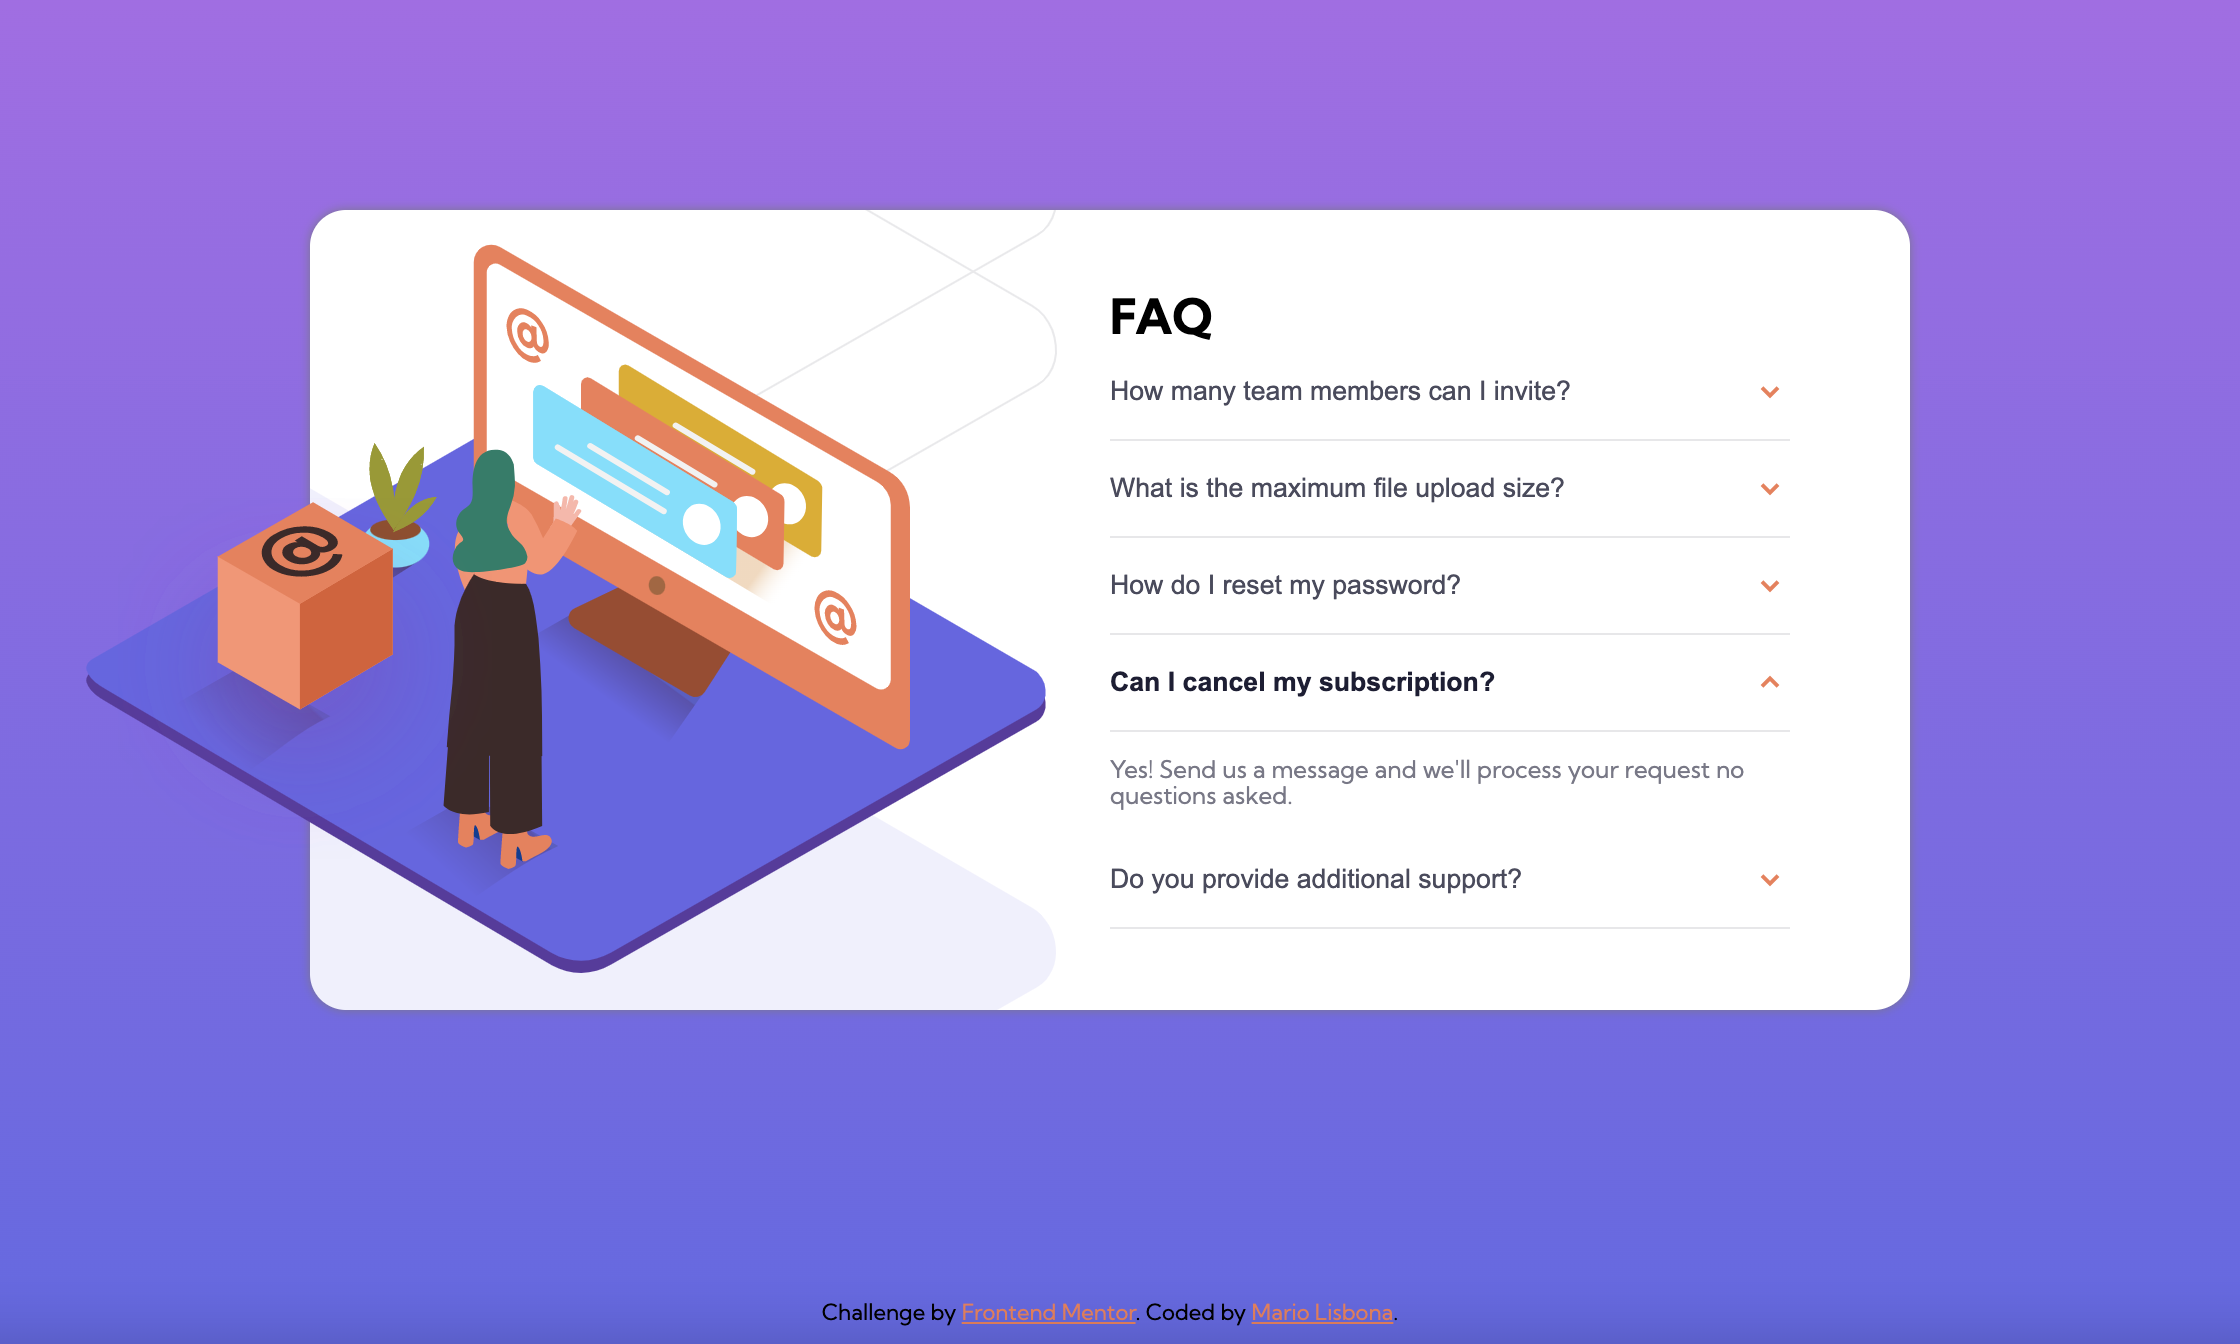 FAQ
How many team members can I invite?
What is the maximum file upload size?
How do I reset my password?
Can I cancel my subscription?
Yes! Send us a message and we'll process your request no
questions asked.
Do you provide additional support?
@
@
@
Challenge by Frontend Mentor. Coded by Mario Lisbona.